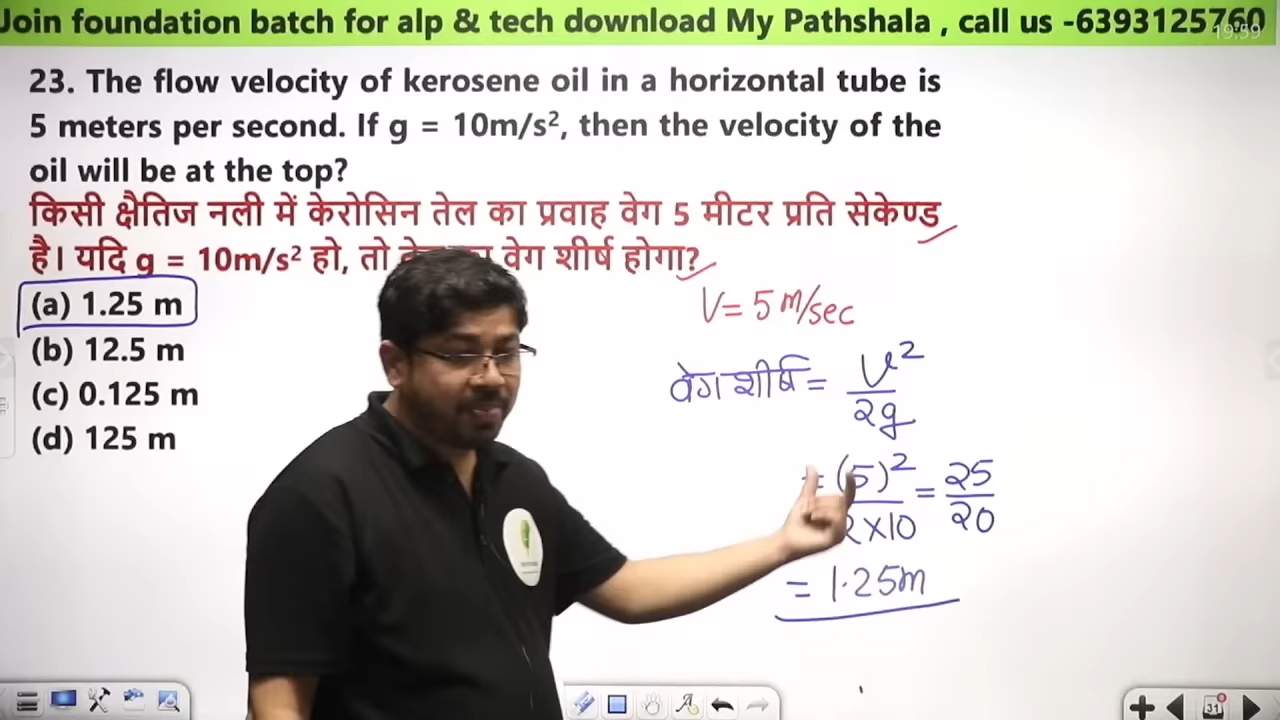 Join foundation batch for alp & tech download My Pathshala , call us -6393125760
19:59
23. The flow velocity of kerosene oil in a horizontal tube is
5 meters per second. If g = 10m/s², then the velocity of the
oil will be at the top?
किसी क्षैतिज नली में केरोसिन तेल का प्रवाह वेग 5 मीटर प्रति सेकेण्ड
है। यदि g = 10m/s² हो, तो वेग शीर्ष होगा?
(a) 1.25 m
(b) 12.5 m
(c) 0.125 m
(d) 125 m
V = 5 m/sec
वेग शीर्ष = V²/2g
= (5)²/2×10 = 25/20
= 1.25m
31